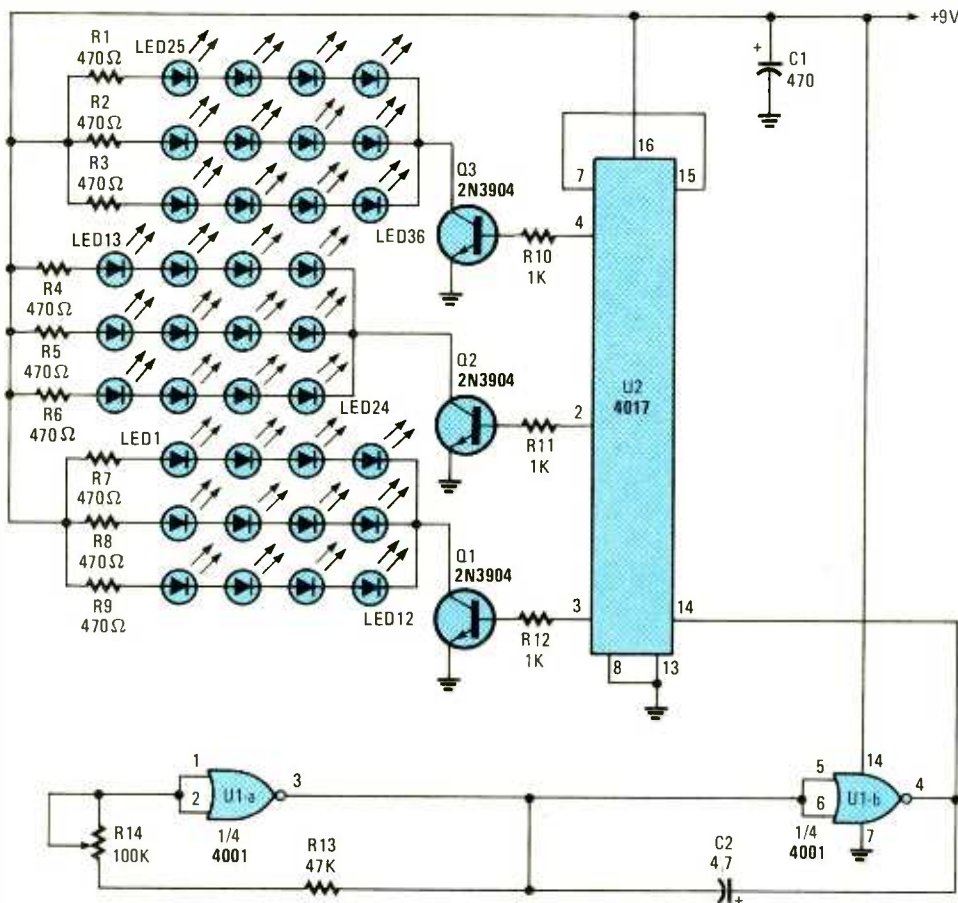 +9V
R1
470Ω
LED25
R2
470Ω
R3
470Ω
LED36
LED13
R4
470Ω
R5
470Ω
R6
470Ω
LED24
LED1
R7
470Ω
R8
470Ω
R9
470Ω
LED12
Q3
2N3904
R10
1K
Q2
2N3904
R11
1K
Q1
2N3904
R12
1K
+
C1
470
16
7
15
4
2
U2
4017
3
14
8
13
1
2
U1-a
3
1/4
4001
R14
100K
R13
47K
5
6
U1-b
14
4
7
1/4
4001
C2
4.7
+